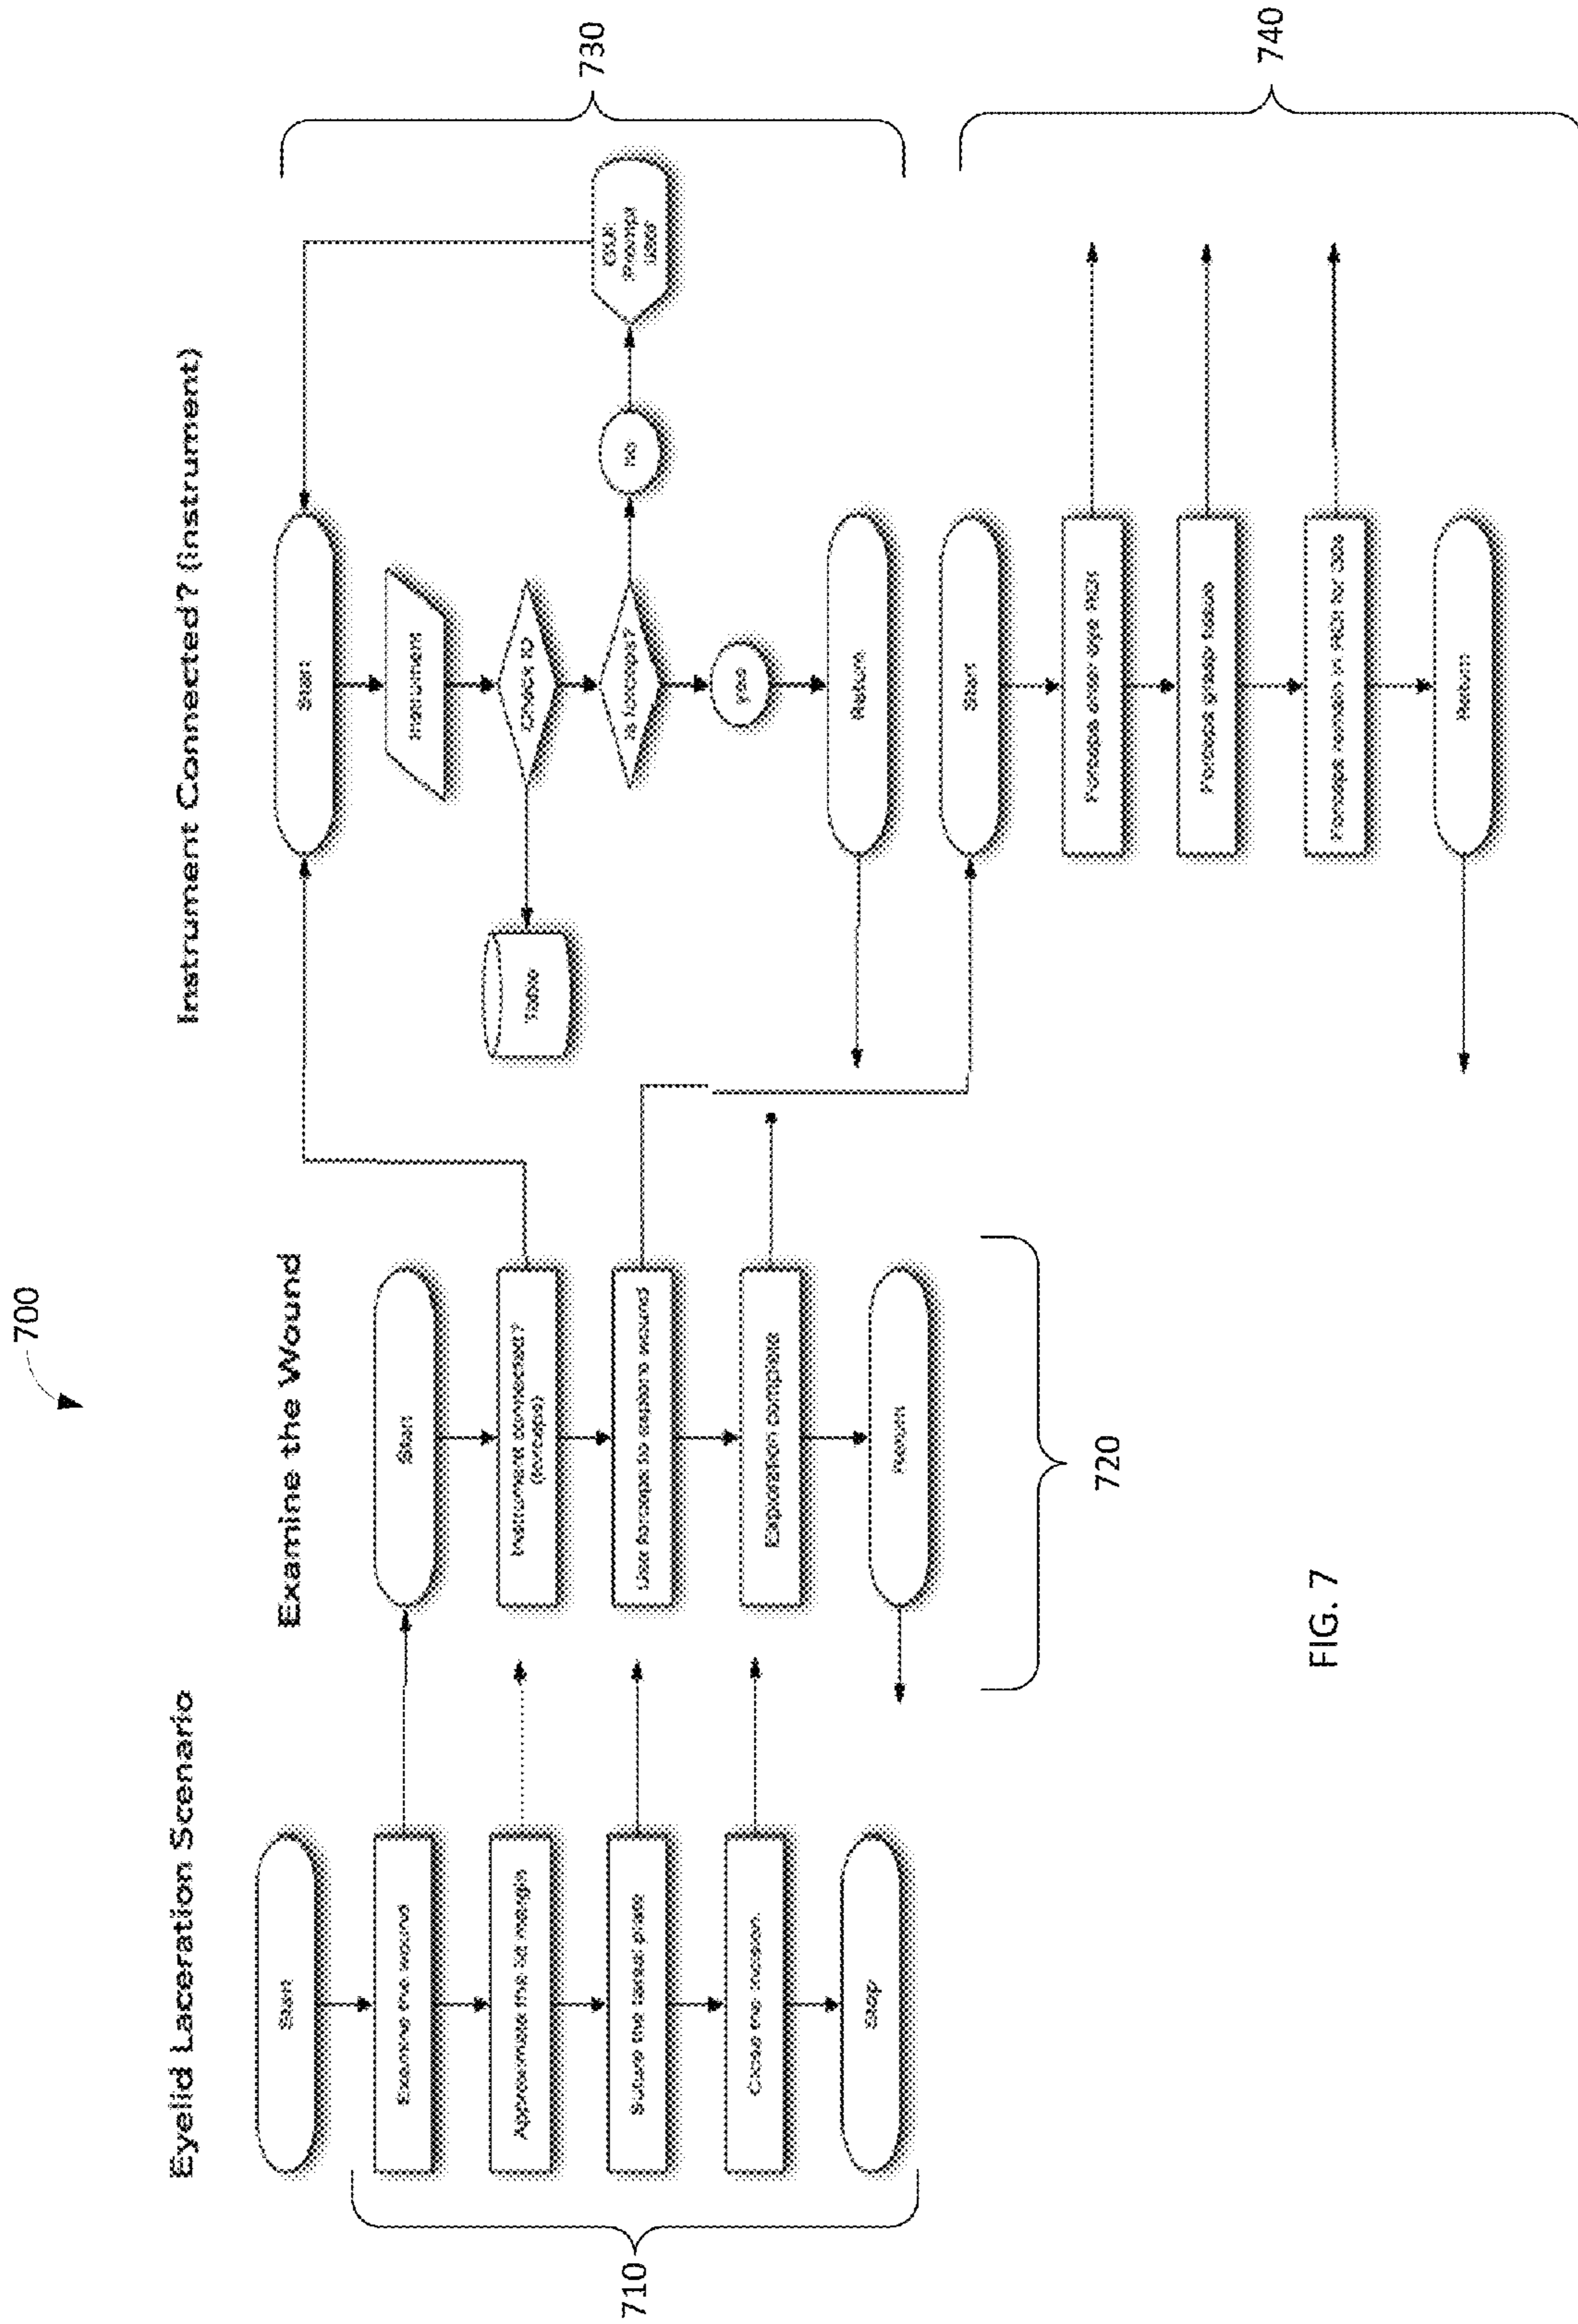 700
Eyelid Laceration Scenario
Start
Examine the wound
Approximate the lid margin
Suture the tarsal plate
Close the incision
Stop
710
Examine the Wound
Start
Instrument connected?
(forceps)
Use forceps to explore wound
Exploration complete
Return
720
Instrument Connected? (instrument)
Start
Instrument
Check ID
Table
Is forceps?
no
GUI:
Prompt
user
yes
Return
730
Start
Forceps enter
ROI
Forceps grasp tissue
Forceps remain in ROI for
Return
740
FIG. 7